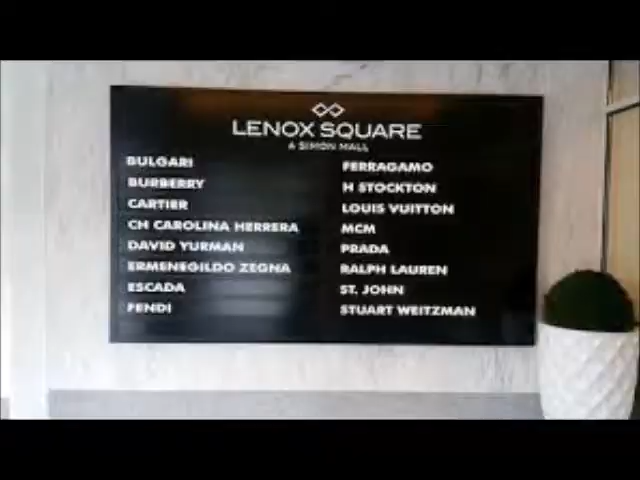 LENOX SQUARE
A SIMON MALL
BULGARI
BURBERRY
CARTIER
CH CAROLINA HERRERA
DAVID YURMAN
ERMENEGILDO ZEGNA
ESCADA
FENDI
FERRAGAMO
H STOCKTON
LOUIS VUITTON
MCM
PRADA
RALPH LAUREN
ST. JOHN
STUART WEITZMAN